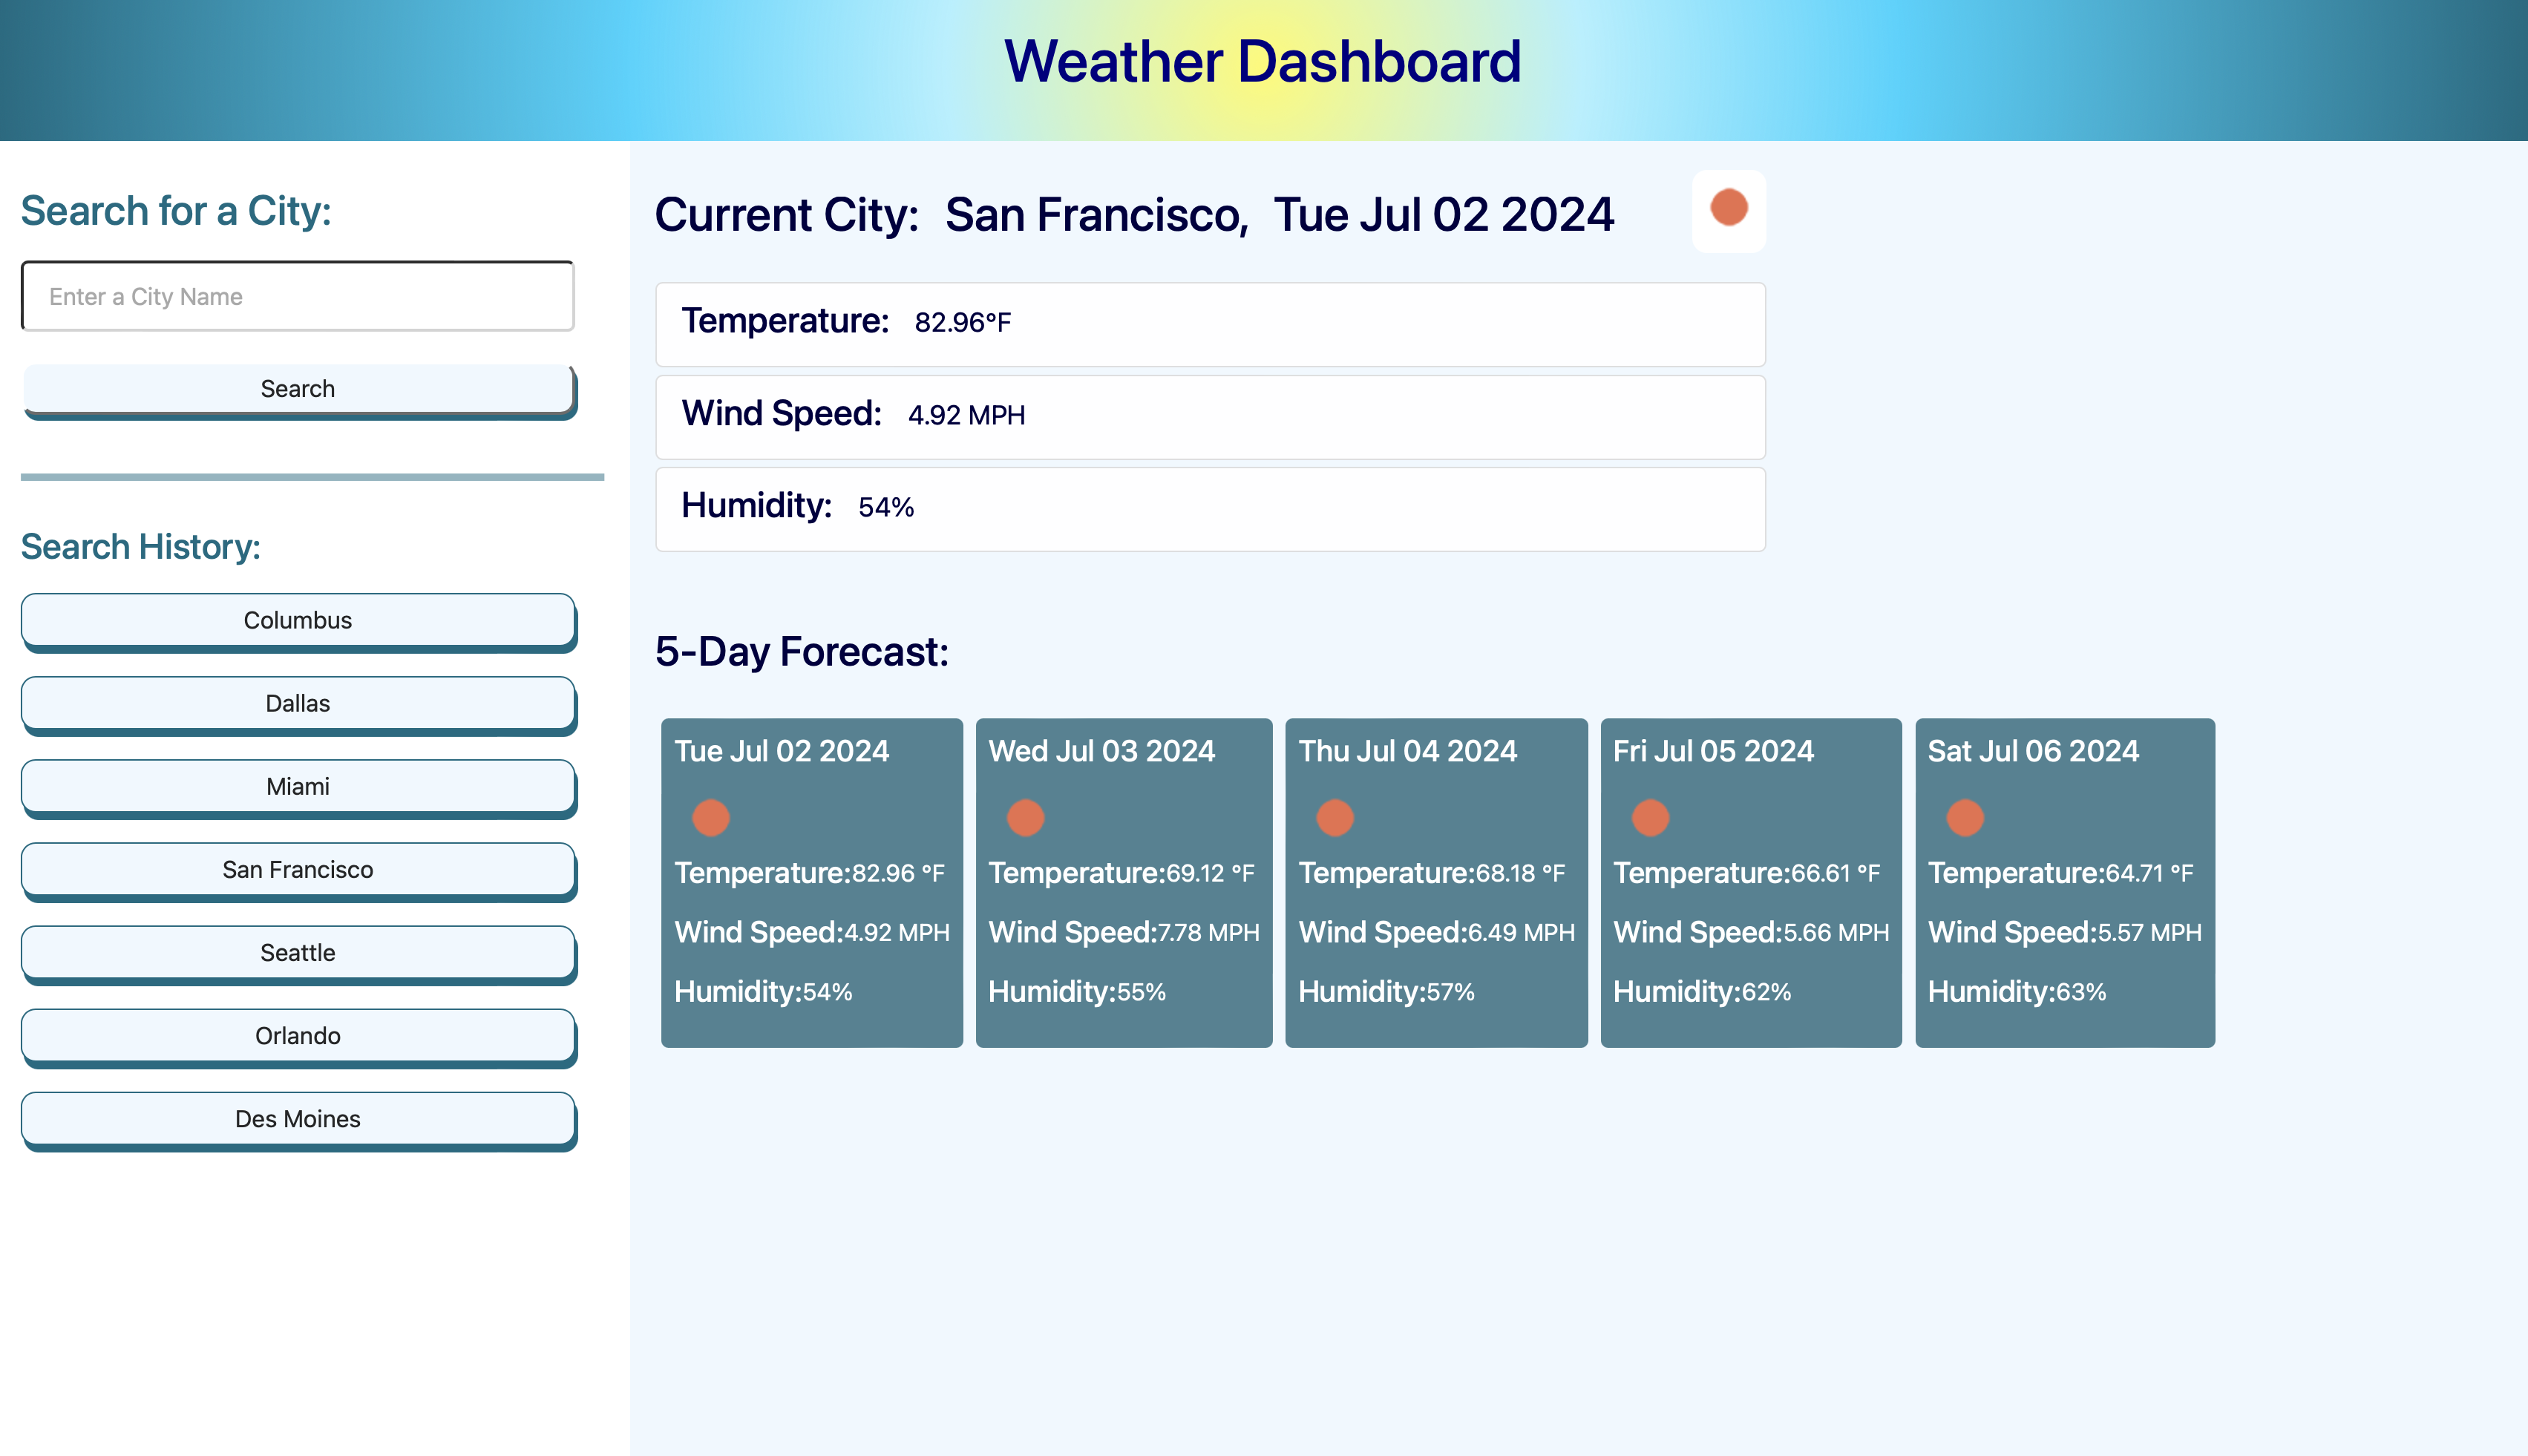 Weather Dashboard
Search for a City:
Enter a City Name
Search
Search History:
Columbus
Dallas
Miami
San Francisco
Seattle
Orlando
Des Moines
Current City: San Francisco, Tue Jul 02 2024
Temperature: 82.96°F
Wind Speed: 4.92 MPH
Humidity: 54%
5-Day Forecast:
Tue Jul 02 2024
Temperature:82.96 °F
Wind Speed:4.92 MPH
Humidity:54%
Wed Jul 03 2024
Temperature:69.12 °F
Wind Speed:7.78 MPH
Humidity:55%
Thu Jul 04 2024
Temperature:68.18 °F
Wind Speed:6.49 MPH
Humidity:57%
Fri Jul 05 2024
Temperature:66.61 °F
Wind Speed:5.66 MPH
Humidity:62%
Sat Jul 06 2024
Temperature:64.71 °F
Wind Speed:5.57 MPH
Humidity:63%